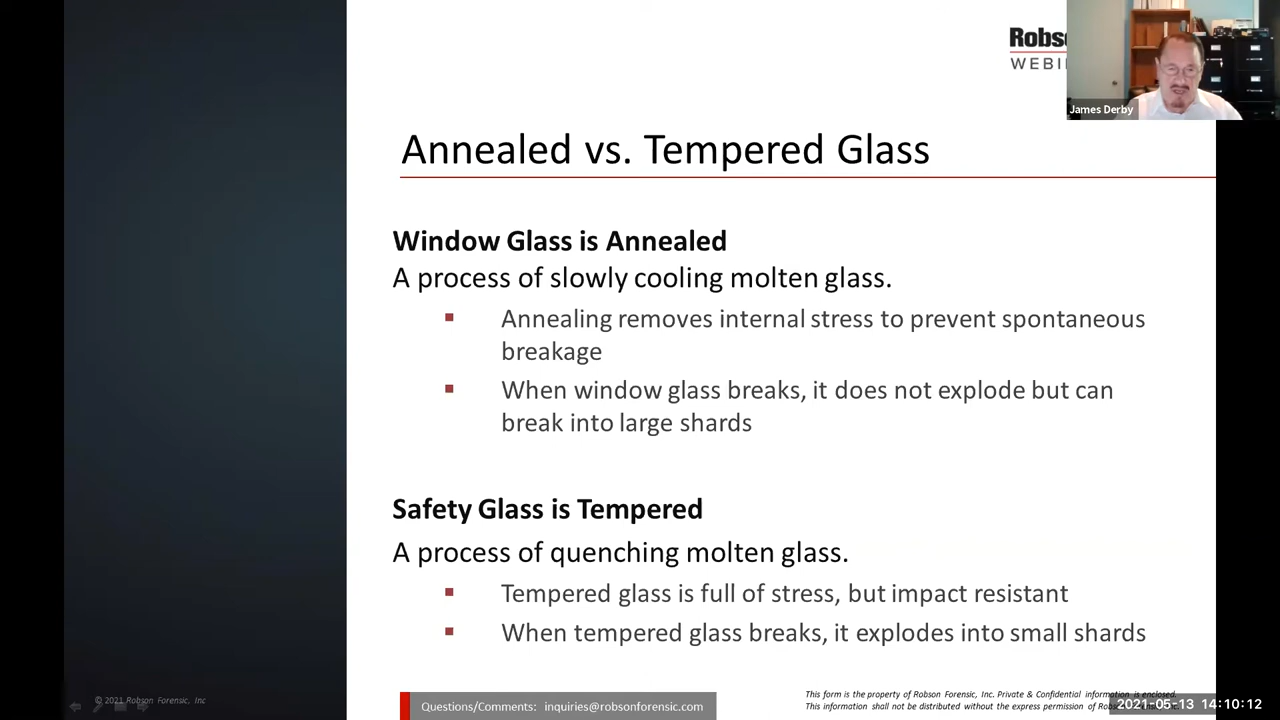 Robs
WEBI
James Derby
Annealed vs. Tempered Glass
Window Glass is Annealed
A process of slowly cooling molten glass.
Annealing removes internal stress to prevent spontaneous
breakage
When window glass breaks, it does not explode but can
break into large shards
Safety Glass is Tempered
A process of quenching molten glass.
Tempered glass is full of stress, but impact resistant
When tempered glass breaks, it explodes into small shards
© 2021 Robson Forensic, Inc
Questions/Comments: inquiries@robsonforensic.com
This form is the property of Robson Forensic, Inc. Private & Confidential information is enclosed.
This information shall not be distributed without the express permission of
2021-05-13 14:10:12